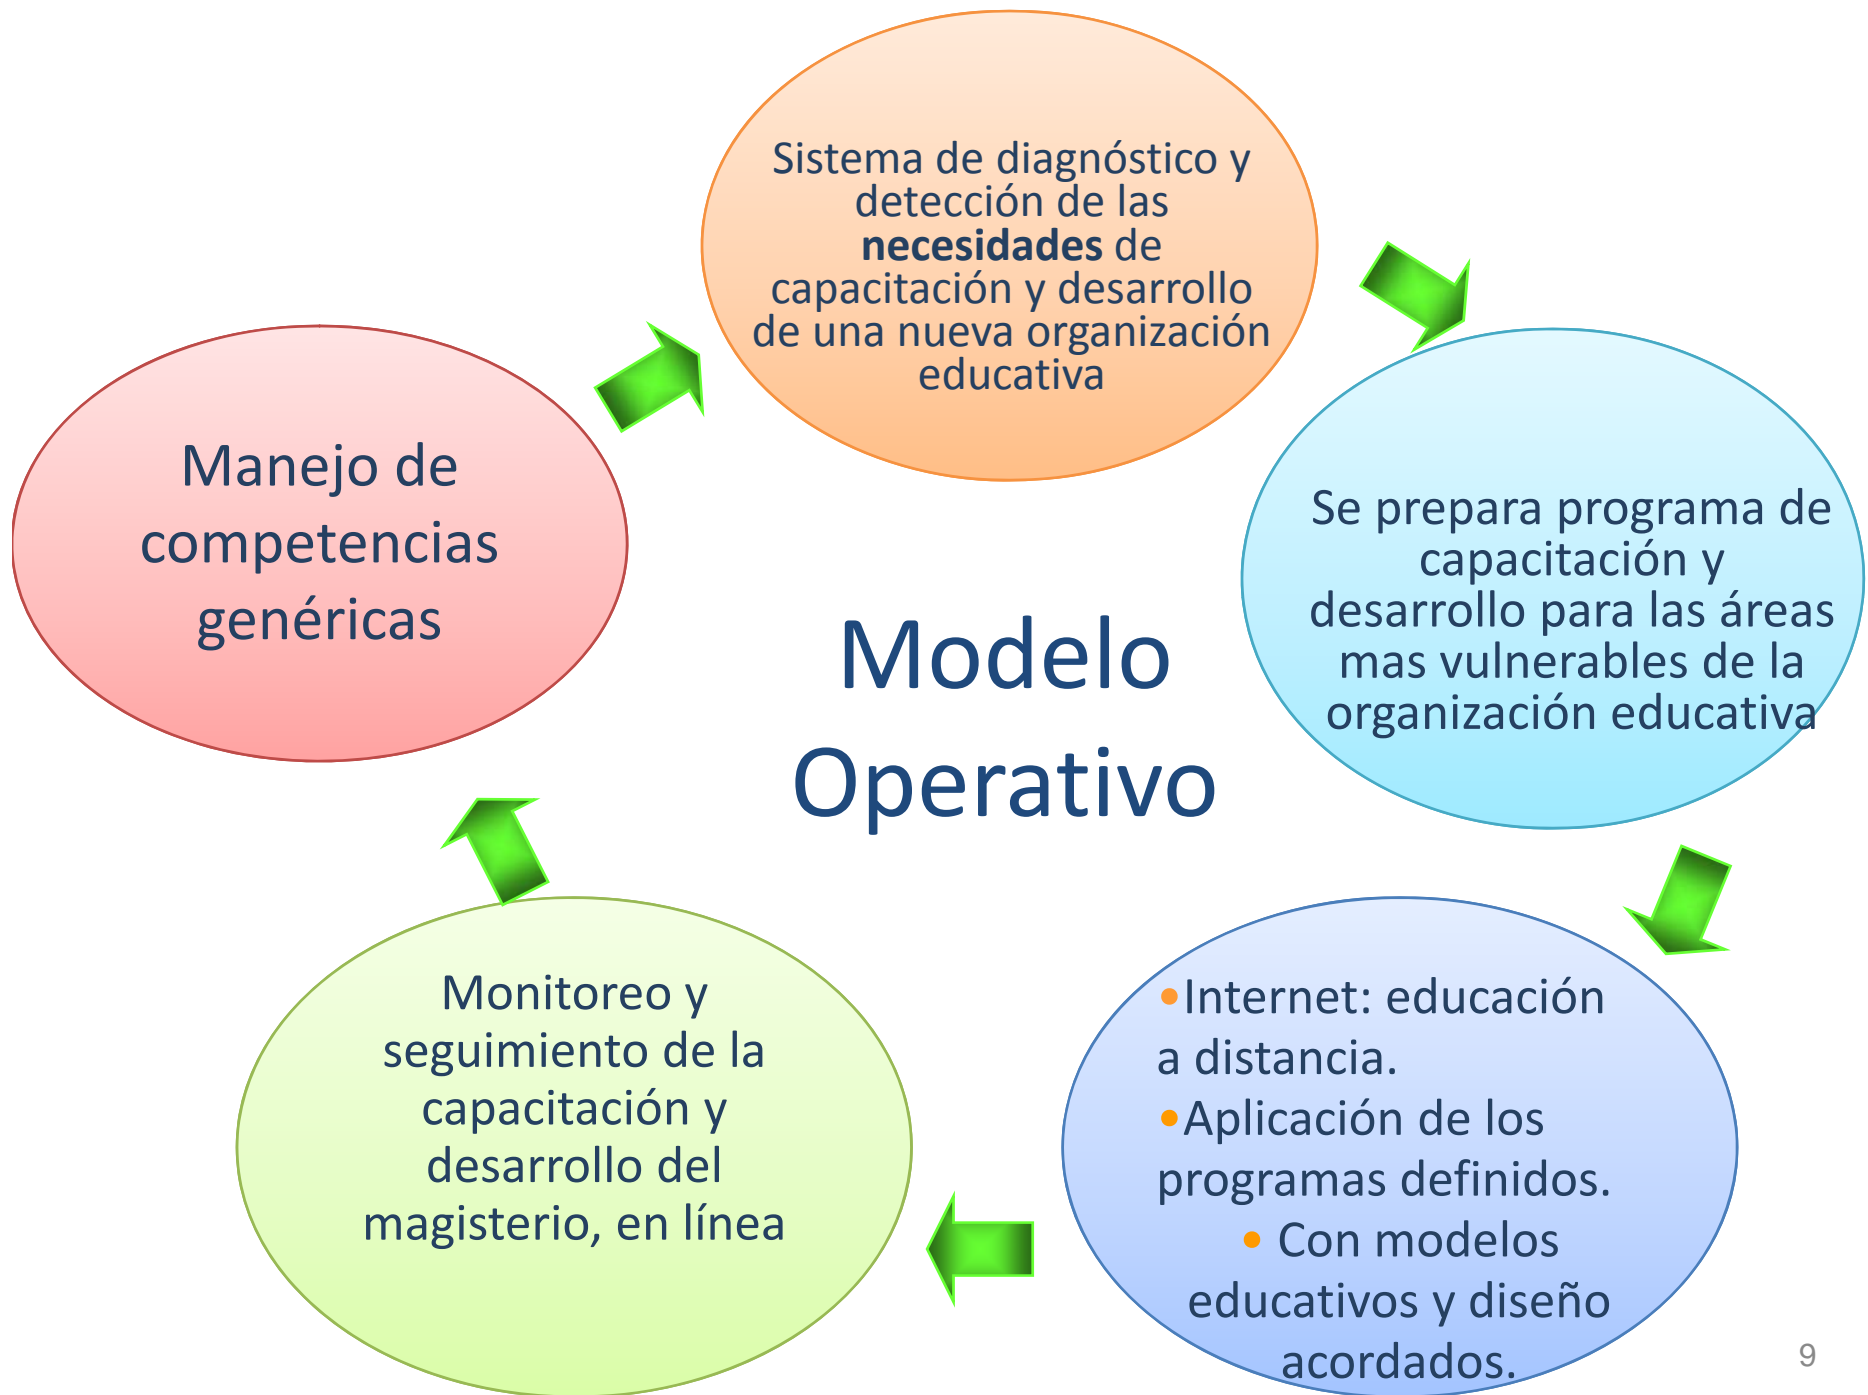 Sistema de diagnóstico y
detección de las
necesidades de
capacitación y desarrollo
de una nueva organización
educativa
Se prepara programa de
capacitación y
desarrollo para las áreas
mas vulnerables de la
organización educativa
•Internet: educación
a distancia.
•Aplicación de los
programas definidos.
• Con modelos
educativos y diseño
acordados.
Monitoreo y
seguimiento de la
capacitación y
desarrollo del
magisterio, en línea
Manejo de
competencias
genéricas
Modelo
Operativo
9